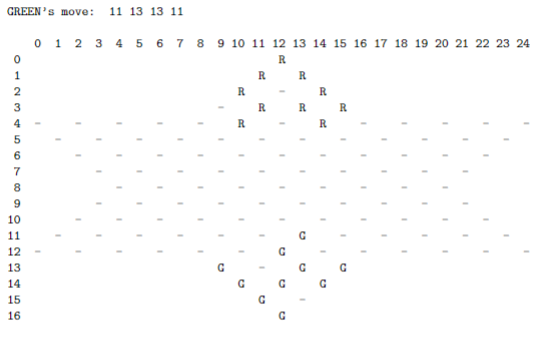 GREEN's move: 11 13 13 11
0 1 2 3 4 5 6 7 8 9 10 11 12 13 14 15 16 17 18 19 20 21 22 23 24
0 R
1 R R
2 R - R
3 - R R R
4 - - - - - R - R - - - - -
5 - - - - - - - - - - - -
6 - - - - - - - - - - -
7 - - - - - - - - - -
8 - - - - - - - - -
9 - - - - - - - - - -
10 - - - - - - - - - - -
11 - - - - - - G - - - - -
12 - - - - - - G - - - - - -
13 G - G G
14 G G G
15 G -
16 G